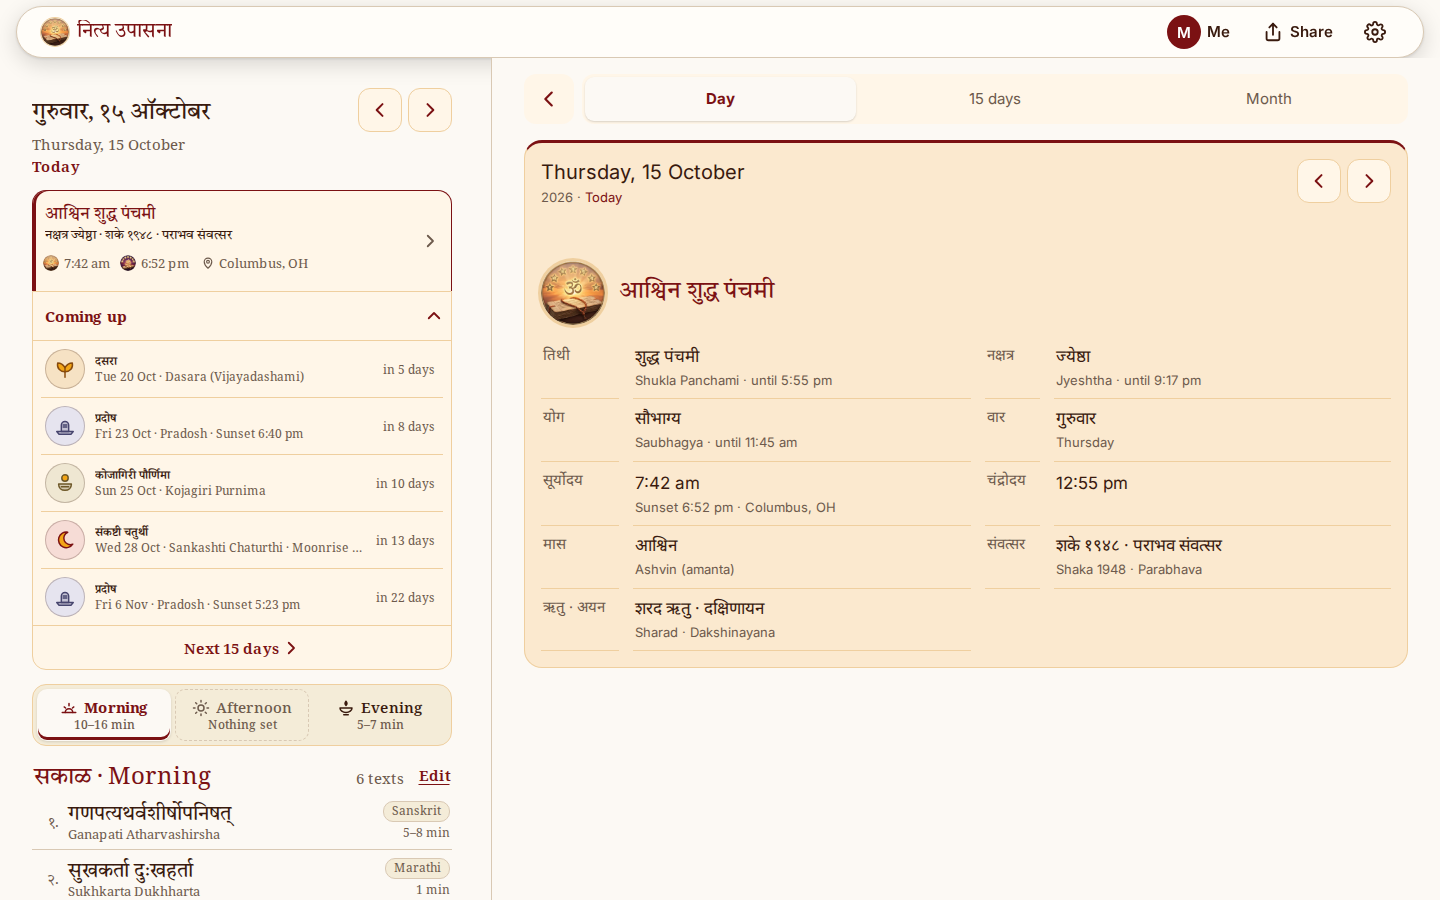 नित्य उपासना
M Me
Share
गुरुवार, १५ ऑक्टोबर
Thursday, 15 October
Today
आश्विन शुद्ध पंचमी
नक्षत्र ज्येष्ठा · शके १९४८ · पराभव संवत्सर
7:42 am 6:52 pm Columbus, OH
Coming up
दसरा
Tue 20 Oct · Dasara (Vijayadashami)
in 5 days
प्रदोष
Fri 23 Oct · Pradosh · Sunset 6:40 pm
in 8 days
कोजागिरी पौर्णिमा
Sun 25 Oct · Kojagiri Purnima
in 10 days
संकष्टी चतुर्थी
Wed 28 Oct · Sankashti Chaturthi · Moonrise ...
in 13 days
प्रदोष
Fri 6 Nov · Pradosh · Sunset 5:23 pm
in 22 days
Next 15 days
Morning
10–16 min
Afternoon
Nothing set
Evening
5–7 min
सकाळ · Morning
6 texts Edit
१. गणपत्यथर्वशीर्षोपनिषत्
Ganapati Atharvashirsha
Sanskrit
5–8 min
२. सुखकर्ता दुःखहर्ता
Sukhkarta Dukhharta
Marathi
1 min
Day
15 days
Month
Thursday, 15 October
2026 · Today
ॐ
आश्विन शुद्ध पंचमी
तिथी
शुद्ध पंचमी
Shukla Panchami · until 5:55 pm
नक्षत्र
ज्येष्ठा
Jyeshtha · until 9:17 pm
योग
सौभाग्य
Saubhagya · until 11:45 am
वार
गुरुवार
Thursday
सूर्योदय
7:42 am
Sunset 6:52 pm · Columbus, OH
चंद्रोदय
12:55 pm
मास
आश्विन
Ashvin (amanta)
संवत्सर
शके १९४८ · पराभव संवत्सर
Shaka 1948 · Parabhava
ऋतु · अयन
शरद ऋतु · दक्षिणायन
Sharad · Dakshinayana